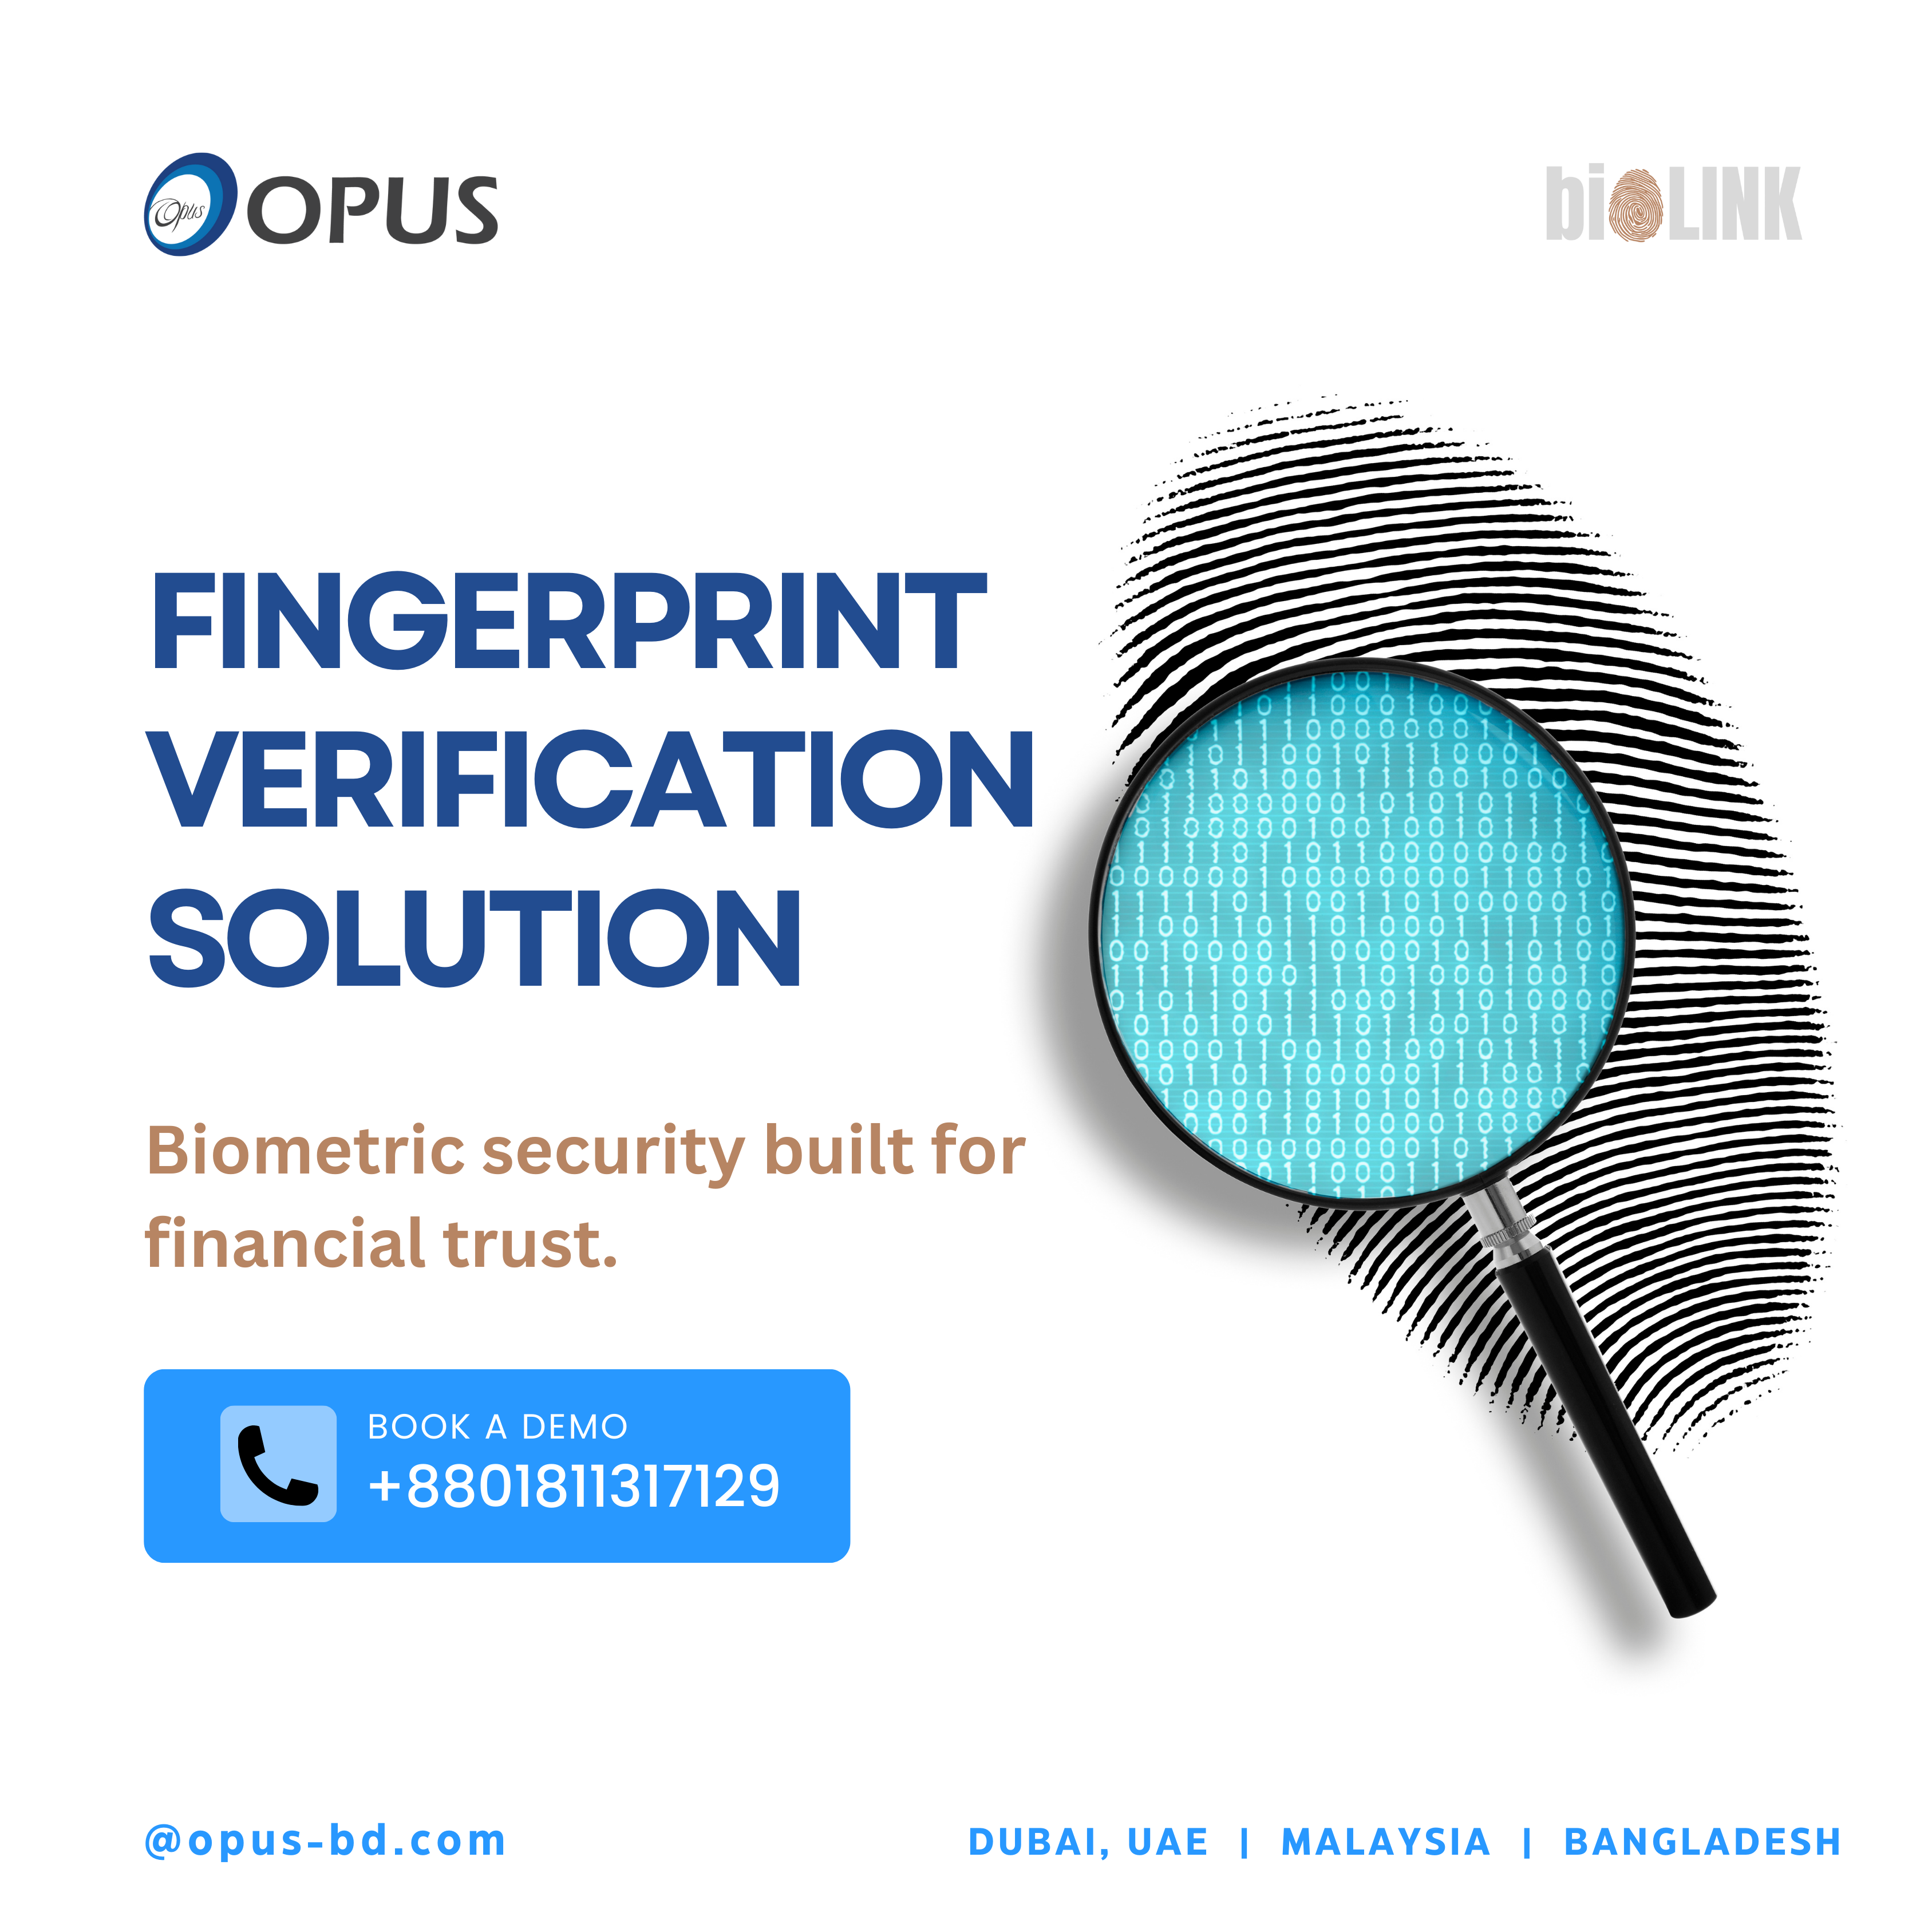 Opus OPUS
biOLINK
FINGERPRINT
VERIFICATION
SOLUTION
Biometric security built for
financial trust.
BOOK A DEMO
+8801811317129
@opus-bd.com
DUBAI, UAE | MALAYSIA | BANGLADESH